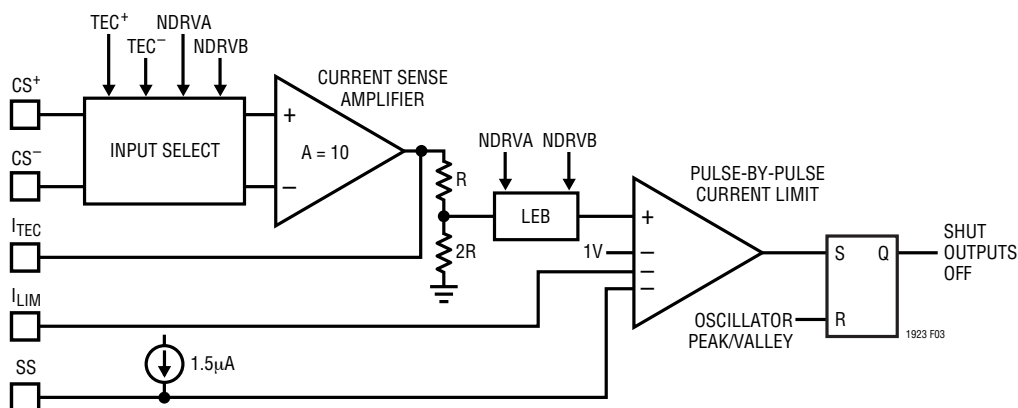 TEC+ NDRVA
TEC– NDRVB
CS+
CS–
INPUT SELECT
+
–
A = 10
CURRENT SENSE
AMPLIFIER
R
2R
NDRVA NDRVB
LEB
PULSE-BY-PULSE
CURRENT LIMIT
+
1V
–
–
–
S Q
R
SHUT
OUTPUTS
OFF
OSCILLATOR
PEAK/VALLEY
1923 F03
ITEC
ILIM
SS
1.5µA